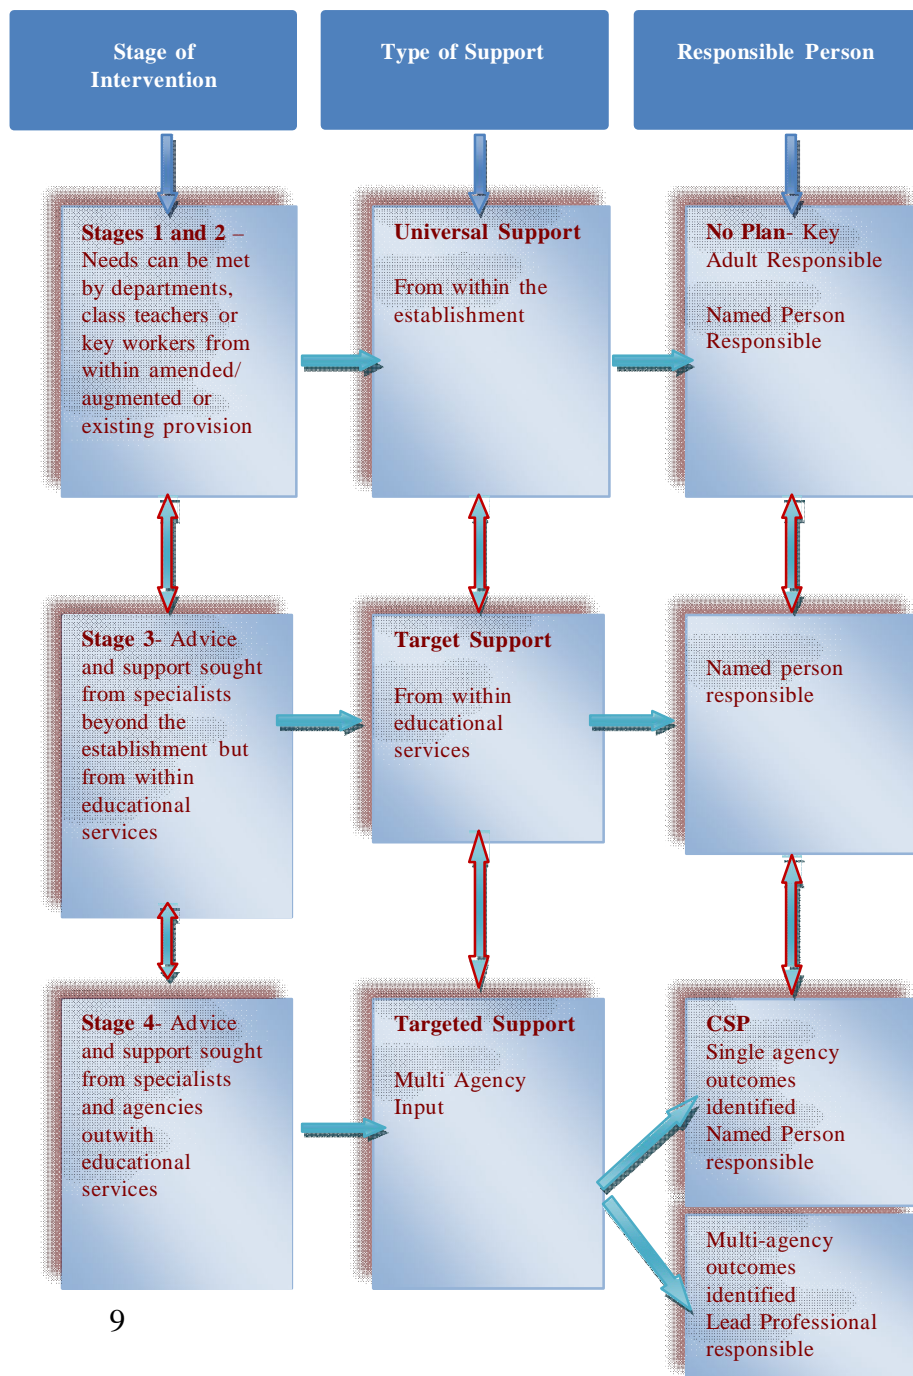 Stage of
Intervention
Type of Support
Responsible Person
Stages 1 and 2 –
Needs can be met
by departments,
class teachers or
key workers from
within amended/
augmented or
existing provision
Universal Support
From within the
establishment
No Plan- Key
Adult Responsible
Named Person
Responsible
Stage 3- Advice
and support sought
from specialists
beyond the
establishment but
from within
educational
services
Target Support
From within
educational
services
Named person
responsible
Stage 4- Advice
and support sought
from specialists
and agencies
outwith
educational
services
Targeted Support
Multi Agency
Input
CSP
Single agency
outcomes
identified
Named Person
responsible
Multi-agency
outcomes
identified
Lead Professional
responsible
9